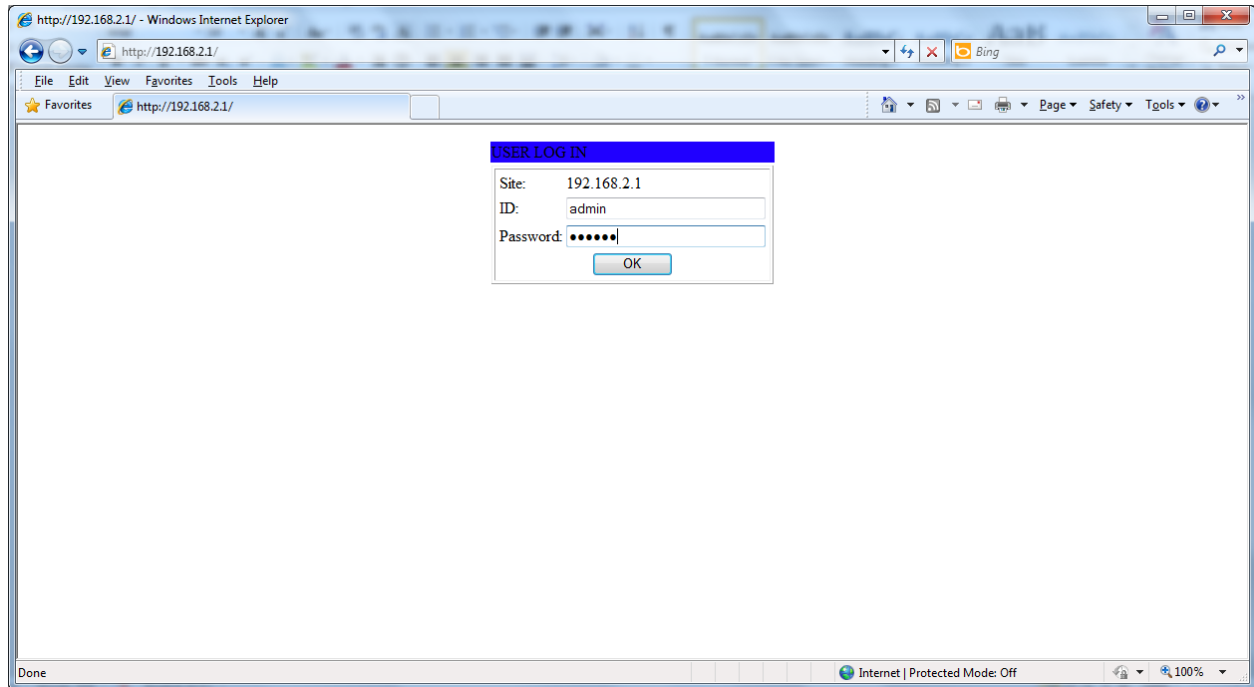 http://192.168.2.1/ - Windows Internet Explorer
http://192.168.2.1/ Bing
File Edit View Favorites Tools Help
Favorites http://192.168.2.1/ Page Safety Tools
USER LOG IN
Site: 192.168.2.1
ID: admin
Password: ●●●●●●
OK
Done Internet | Protected Mode: Off 100%